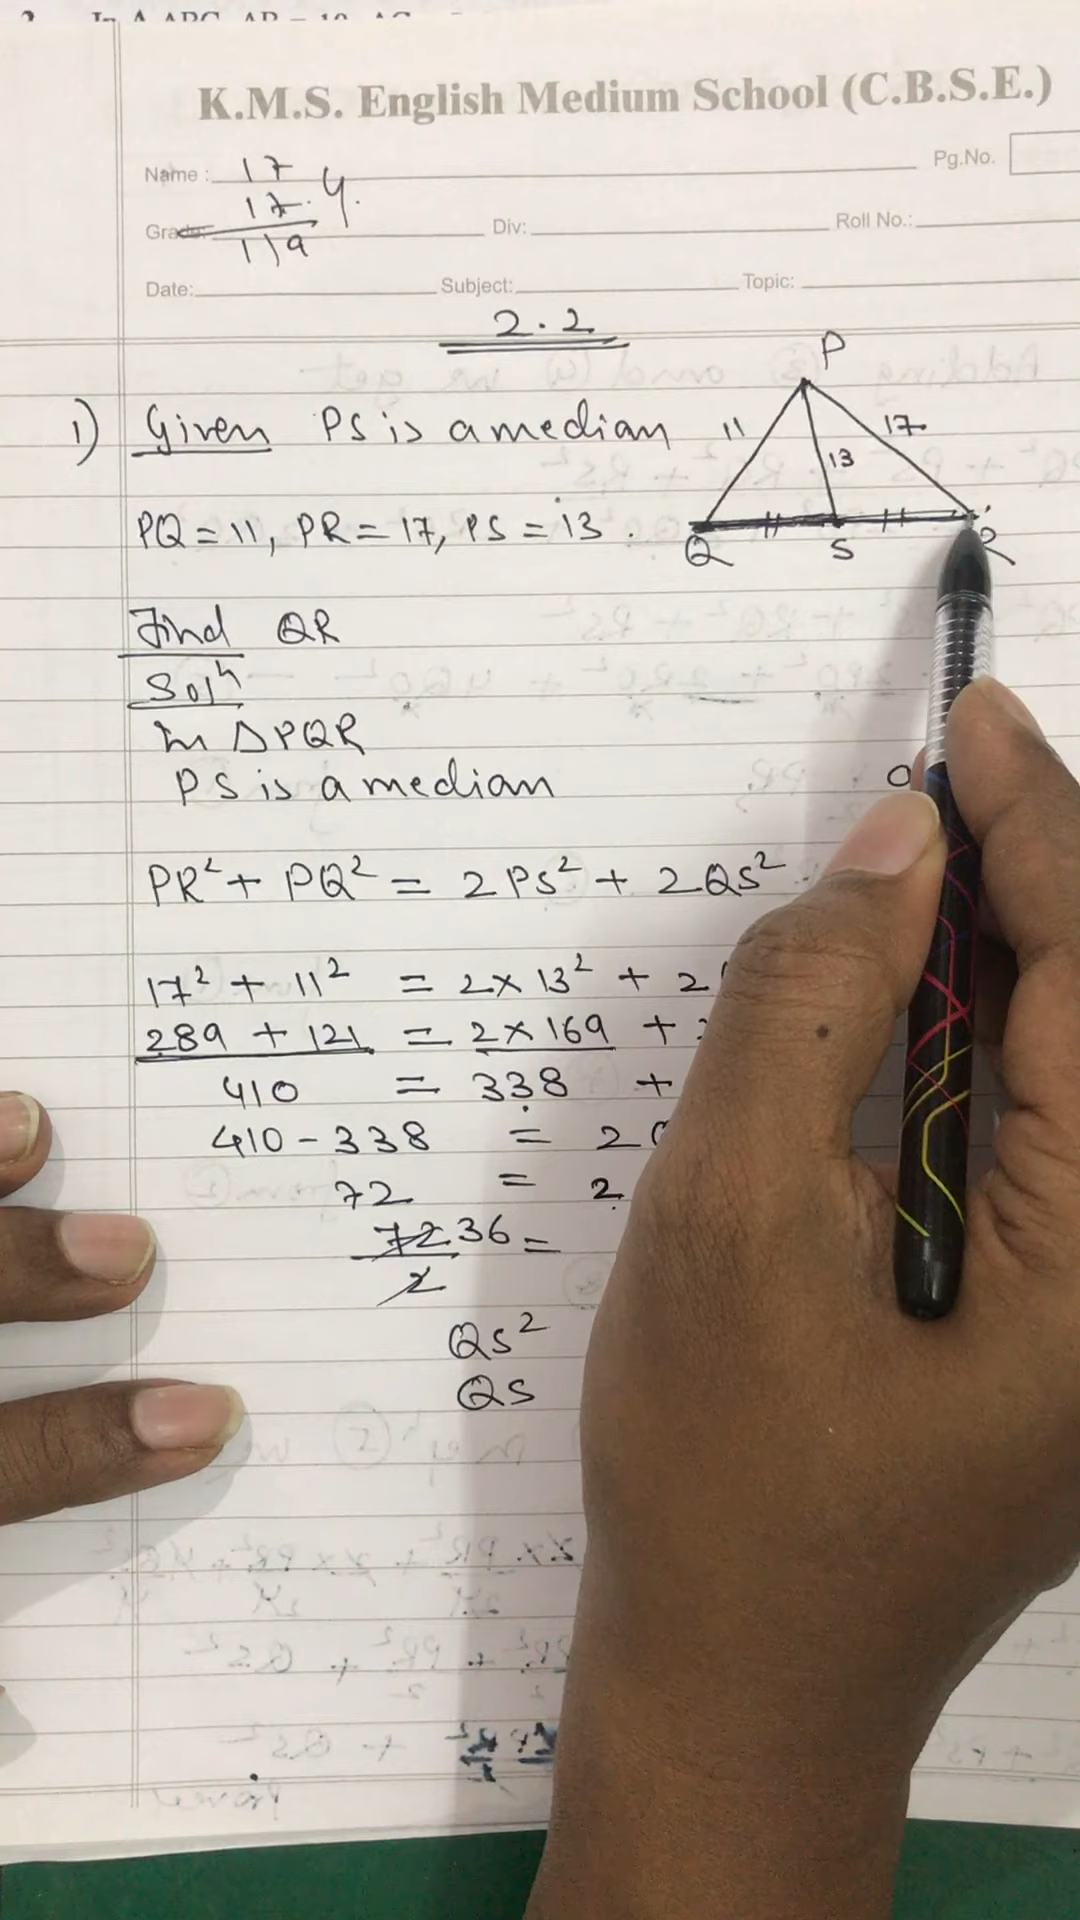 K.M.S. English Medium School (C.B.S.E.)
Name : 17
Pg.No.
17. 4.
Grade: 119
Div:
Roll No.:
Date:
Subject:
Topic:
2.2
P
1) Given PS is a median
11
17
13
PQ = 11, PR = 17, PS = 13 .
Q
S
R
Find QR
Solⁿ
In △PQR
PS is a median
PR² + PQ² = 2PS² + 2QS²
17² + 11² = 2 × 13² + 2
289 + 121 = 2 × 169 +
410 = 338 +
410 - 338 = 2
72 = 2
72 36 =
2
QS²
QS